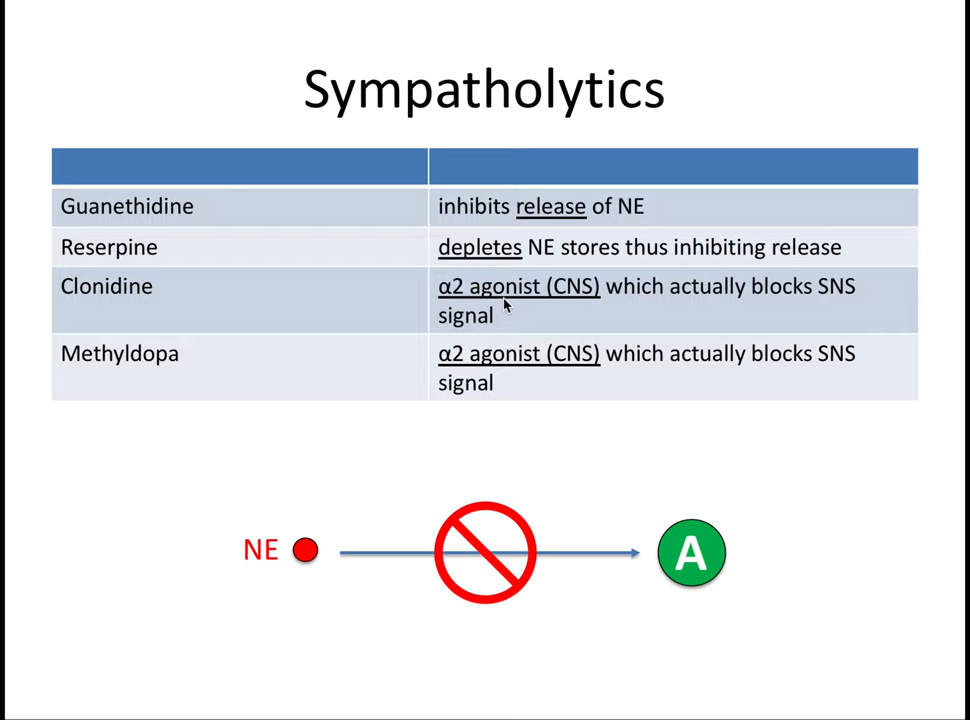 Sympatholytics
Guanethidine
inhibits release of NE
Reserpine
depletes NE stores thus inhibiting release
Clonidine
α2 agonist (CNS) which actually blocks SNS
signal
Methyldopa
α2 agonist (CNS) which actually blocks SNS
signal
NE
A